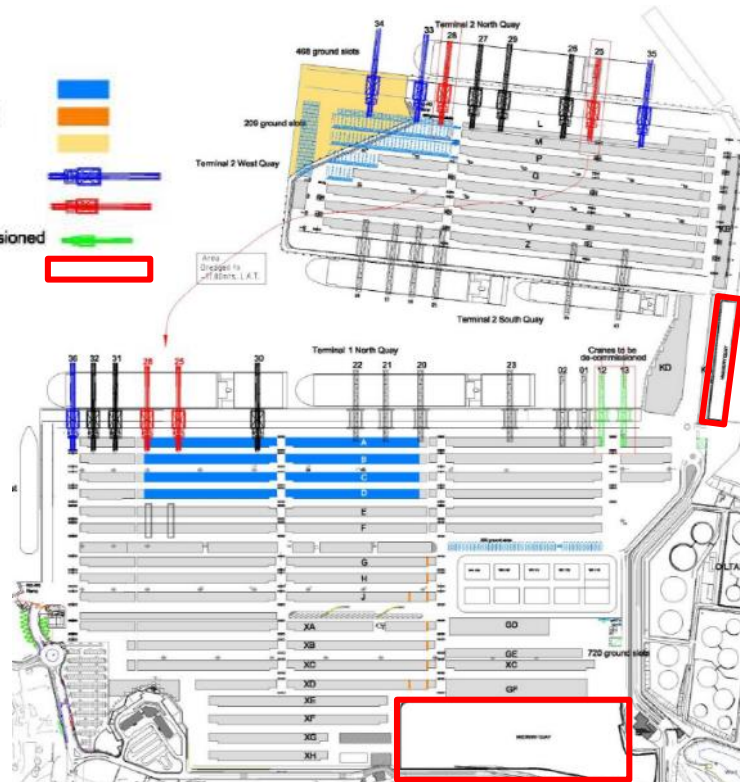 34
Terminal 2 North Quay
33
28
27
29
26
25
35
468 ground slots
209 ground slots
Terminal 2 West Quay
L
M
P
Q
T
V
Y
Z
sioned
Area
Dredged to
L.A.T.
Terminal 2 South Quay
Terminal 1 North Quay
Cranes to be
de-commissioned
KD
36
32
31
28
25
30
22
21
20
23
02
01
12
13
A
B
C
D
E
F
G
H
J
XA
GD
XB
GE
720 ground slots
XC
XC
XD
GF
XE
XF
XG
XH